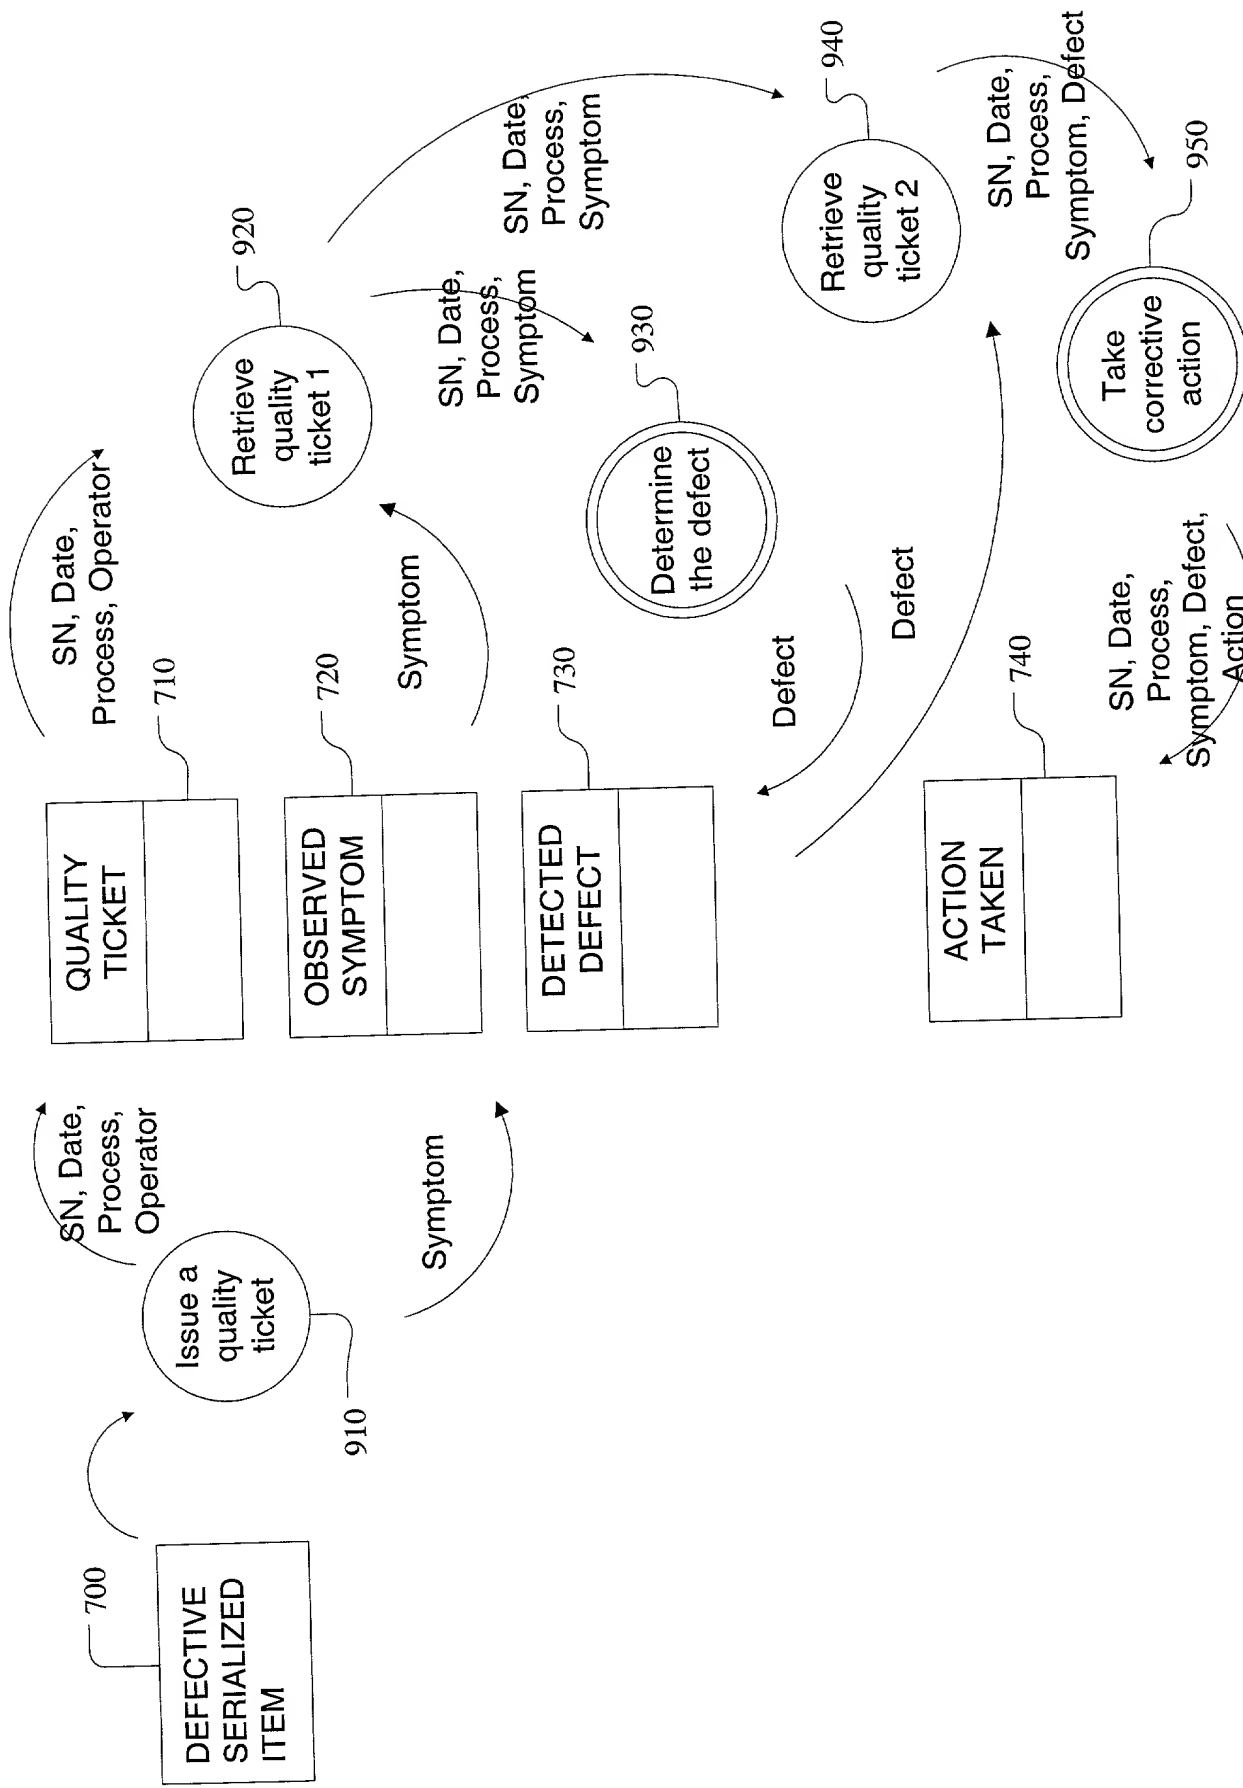 700
DEFECTIVE
SERIALIZED
ITEM
Issue a
quality
ticket
910
SN, Date,
Process,
Operator
Symptom
QUALITY
TICKET
710
OBSERVED
SYMPTOM
720
DETECTED
DEFECT
730
ACTION
TAKEN
740
SN, Date,
Process, Operator
Symptom
Retrieve
quality
ticket 1
920
SN, Date,
Process,
Symptom
SN, Date,
Process,
Symptom
Determine
the defect
930
Defect
Defect
Retrieve
quality
ticket 2
940
SN, Date,
Process,
Symptom, Defect
Take
corrective
action
950
SN, Date,
Process,
Symptom, Defect,
Action